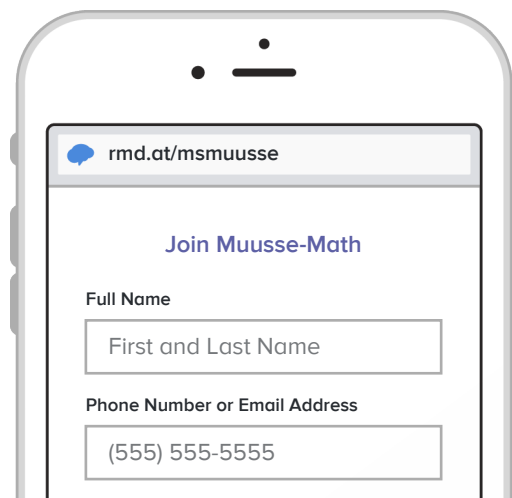 rmd.at/msmuusse
Join Muusse-Math
Full Name
First and Last Name
Phone Number or Email Address
(555) 555-5555